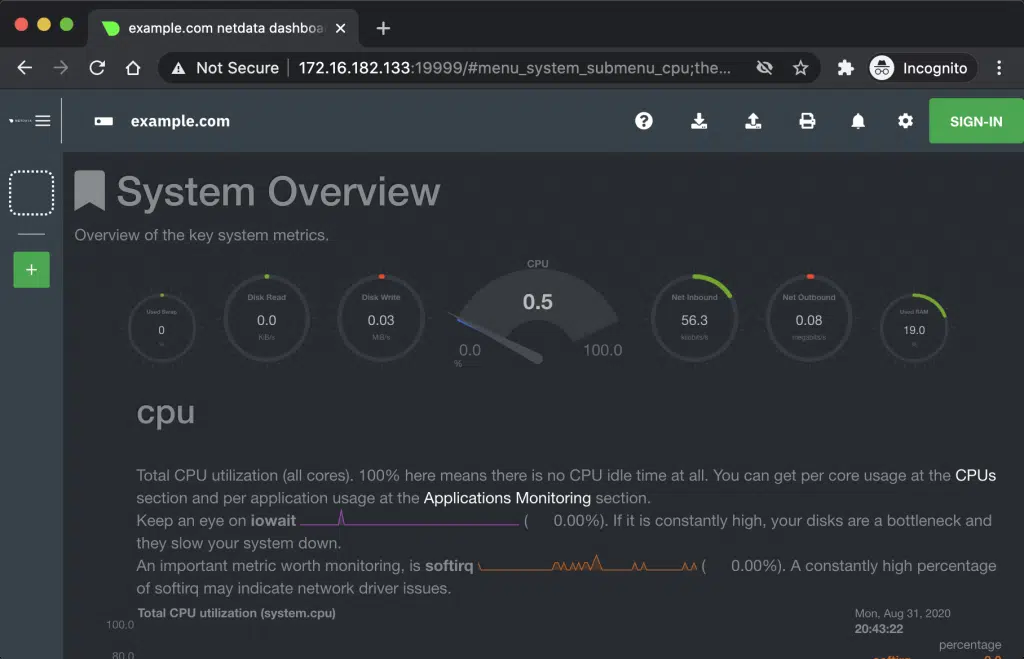 example.com netdata dashboa
Not Secure
172.16.182.133:19999/#menu_system_submenu_cpu;the...
Incognito
example.com
SIGN-IN
System Overview
Overview of the key system metrics.
CPU
Used Swap
0
%
Disk Read
0.0
KiB/s
Disk Write
0.03
MiB/s
0.5
0.0
100.0
%
Net Inbound
56.3
kilobits/s
Net Outbound
0.08
megabits/s
Used RAM
19.0
%
cpu
Total CPU utilization (all cores). 100% here means there is no CPU idle time at all. You can get per core usage at the CPUs
section and per application usage at the Applications Monitoring section.
Keep an eye on iowait ( 0.00%). If it is constantly high, your disks are a bottleneck and
they slow your system down.
An important metric worth monitoring, is softirq ( 0.00%). A constantly high percentage
of softirq may indicate network driver issues.
Total CPU utilization (system.cpu)
Mon, Aug 31, 2020
100.0
20:43:22
percentage
80.0
softirq 0.0